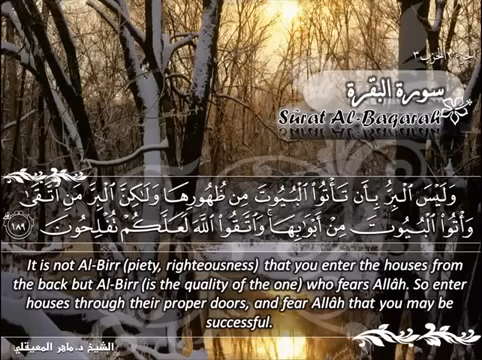 سورة البقرة
Sûrat Al-Baqarah
وَلَيْسَ الْبِرُّ بِأَن تَأْتُوا۟ الْبُيُوتَ مِن ظُهُورِهَا وَلَٰكِنَّ الْبِرَّ مَنِ اتَّقَىٰ
وَأْتُوا۟ الْبُيُوتَ مِنْ أَبْوَابِهَا ۚ وَاتَّقُوا۟ اللَّهَ لَعَلَّكُمْ تُفْلِحُونَ ١٨٩
It is not Al-Birr (piety, righteousness) that you enter the houses from
the back but Al-Birr (is the quality of the one) who fears Allâh. So enter
houses through their proper doors, and fear Allâh that you may be
successful.
الشيخ د. ماهر المعيقلي